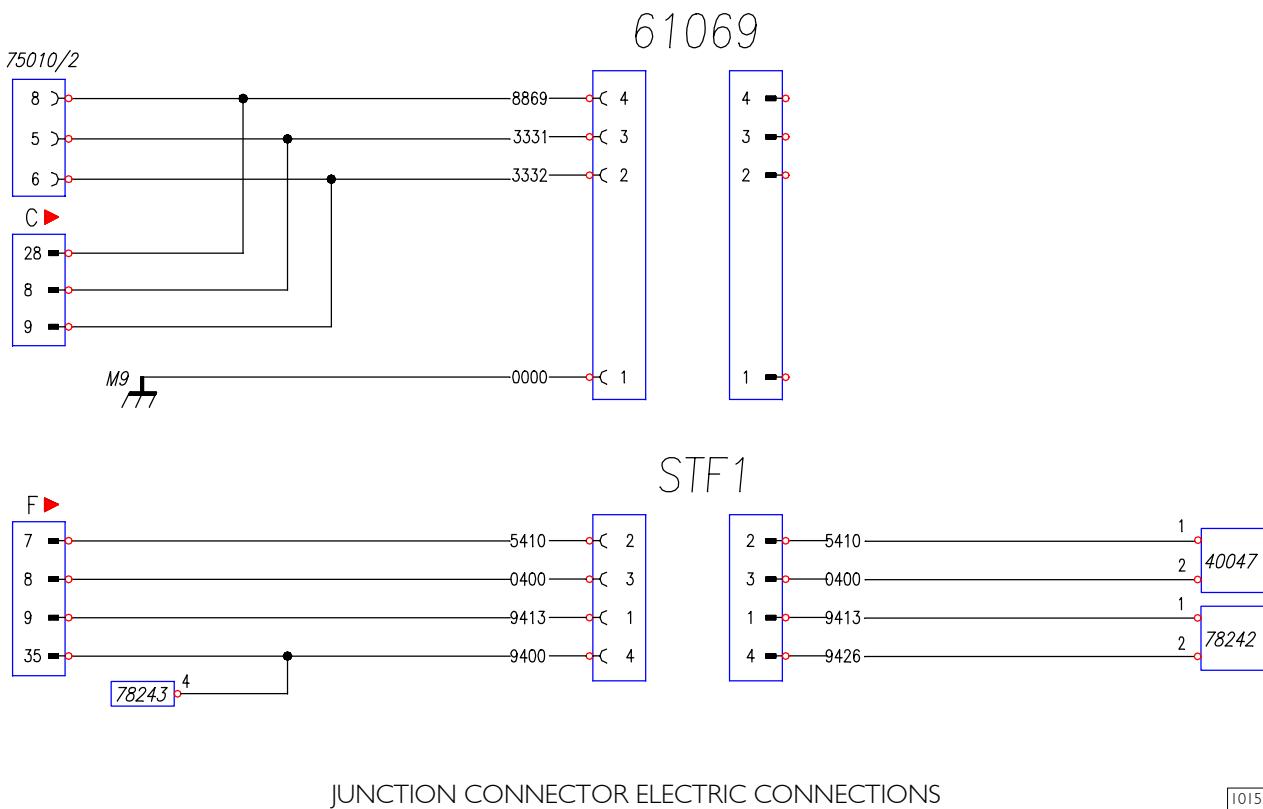 61069
75010/2
8 8869 4 4
5 3331 3 3
6 3332 2 2
C
28
8
9
M9 0000 1 1
STF1
F
7 5410 2 2 5410 1
40047
8 0400 3 3 0400 2
9 9413 1 1 9413 1
78242
35 9400 4 4 9426 2
78243 4
JUNCTION CONNECTOR ELECTRIC CONNECTIONS
1015